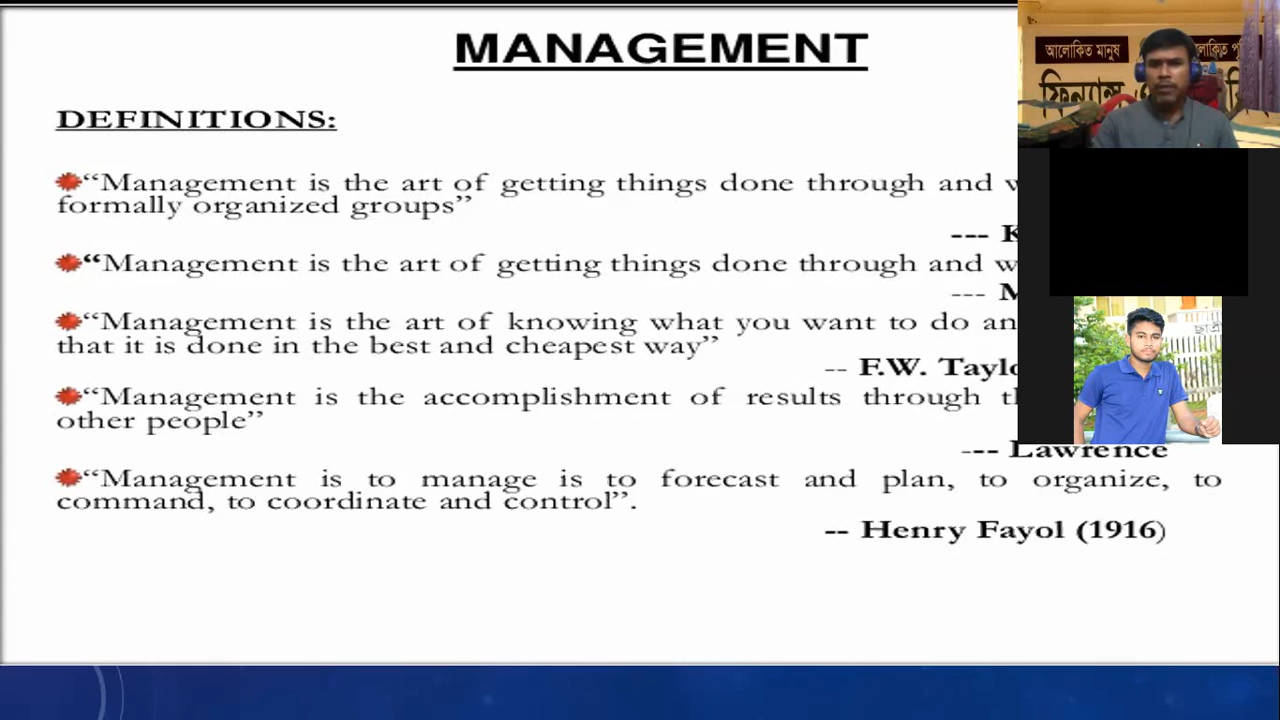 MANAGEMENT
DEFINITIONS:
“Management is the art of getting things done through and
formally organized groups”
--- K
“Management is the art of getting things done through and
--- M
“Management is the art of knowing what you want to do
that it is done in the best and cheapest way”
-- F.W. Taylo
“Management is the accomplishment of results through
other people”
--- Lawrence
“Management is to manage is to forecast and plan, to organize, to
command, to coordinate and control”.
-- Henry Fayol (1916)
আলোকিত মানুষ